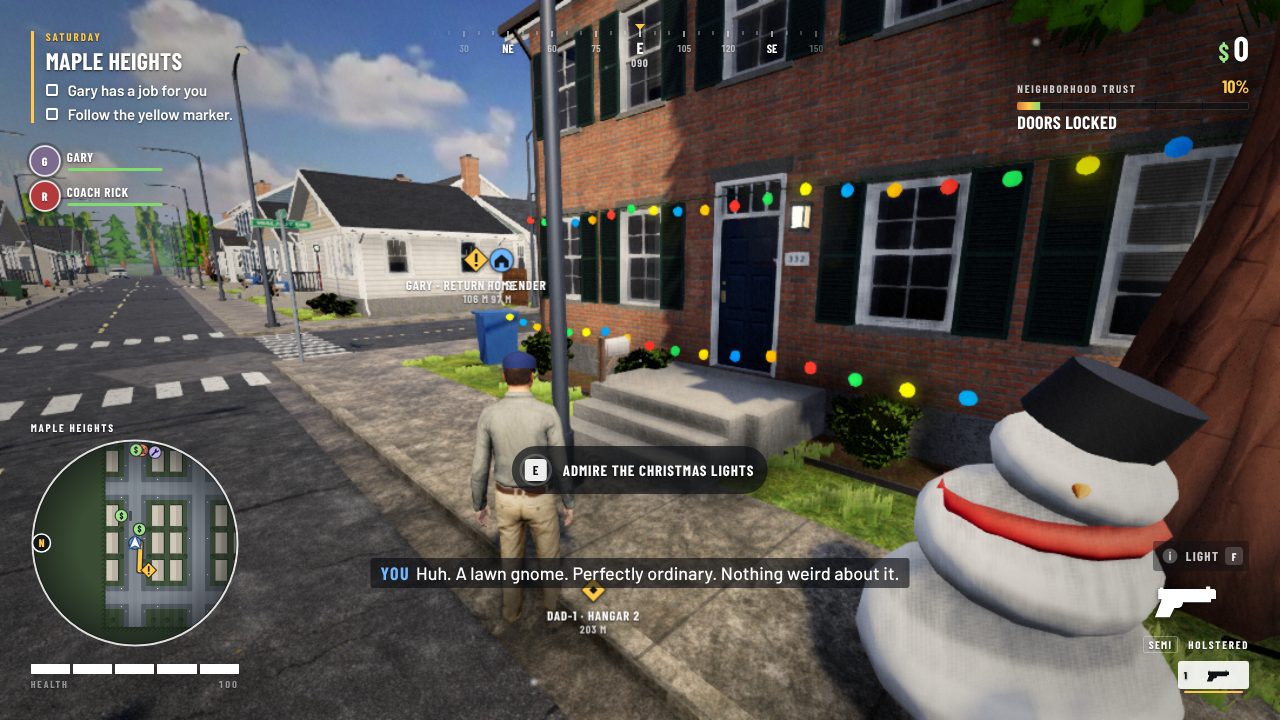 SATURDAY
MAPLE HEIGHTS
Gary has a job for you
Follow the yellow marker.
G GARY
R COACH RICK
30 NE 60 75 E 105 120 SE 150
090
$0
NEIGHBORHOOD TRUST 10%
DOORS LOCKED
332
GARY · RETURN HOME
106 M 97 M
E ADMIRE THE CHRISTMAS LIGHTS
YOU Huh. A lawn gnome. Perfectly ordinary. Nothing weird about it.
DAD-1 · HANGAR 2
203 M
MAPLE HEIGHTS
N
$ $ $
HEALTH 100
i LIGHT F
SEMI HOLSTERED
1